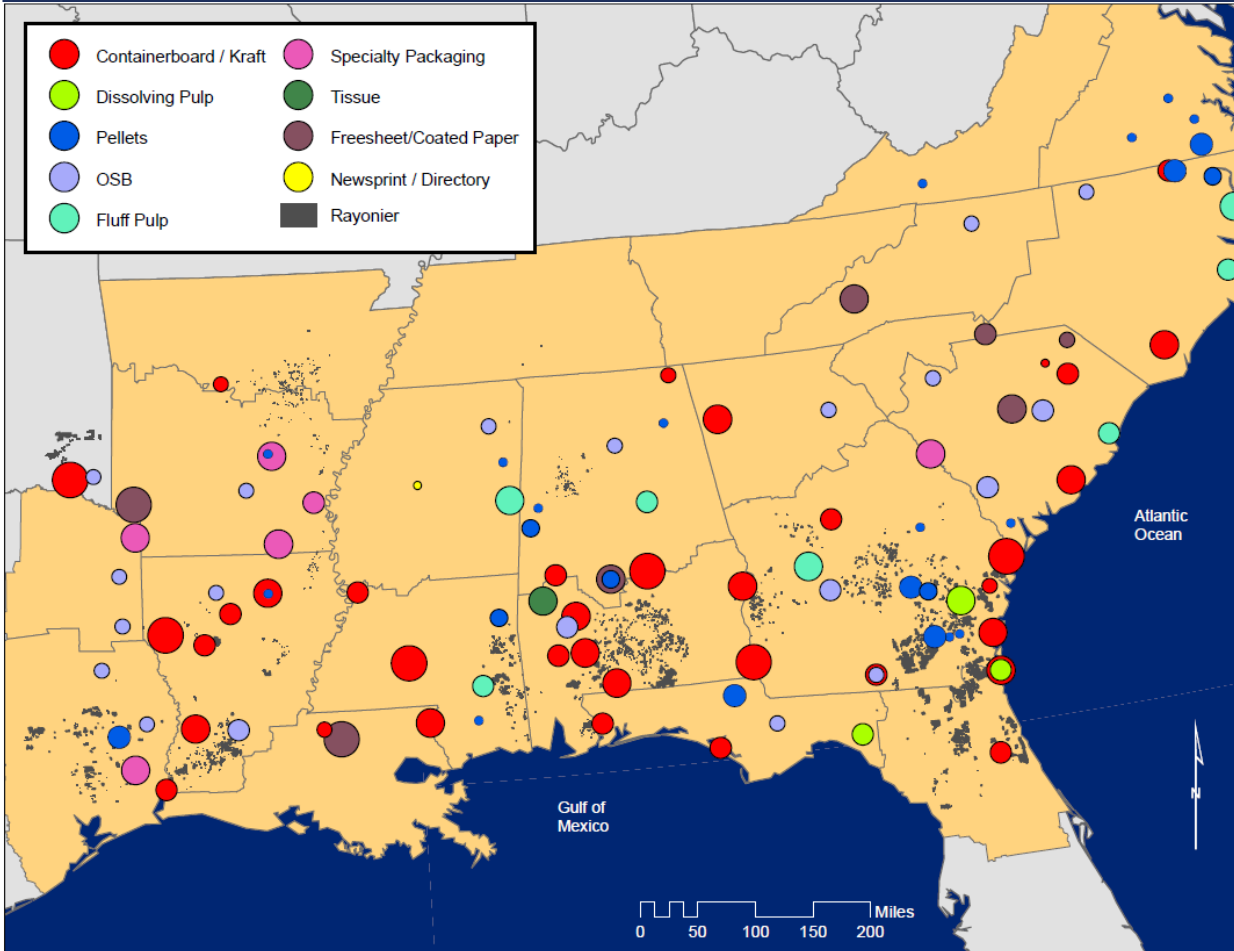 Containerboard / Kraft
Dissolving Pulp
Pellets
OSB
Fluff Pulp
Specialty Packaging
Tissue
Freesheet/Coated Paper
Newsprint / Directory
Rayonier
Atlantic
Ocean
Gulf of
Mexico
N
Miles
0 50 100 150 200